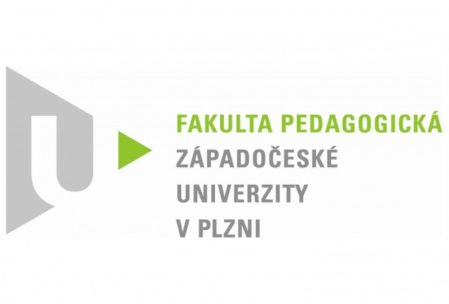 U
FAKULTA PEDAGOGICKÁ
ZÁPADOČESKÉ
UNIVERZITY
V PLZNI